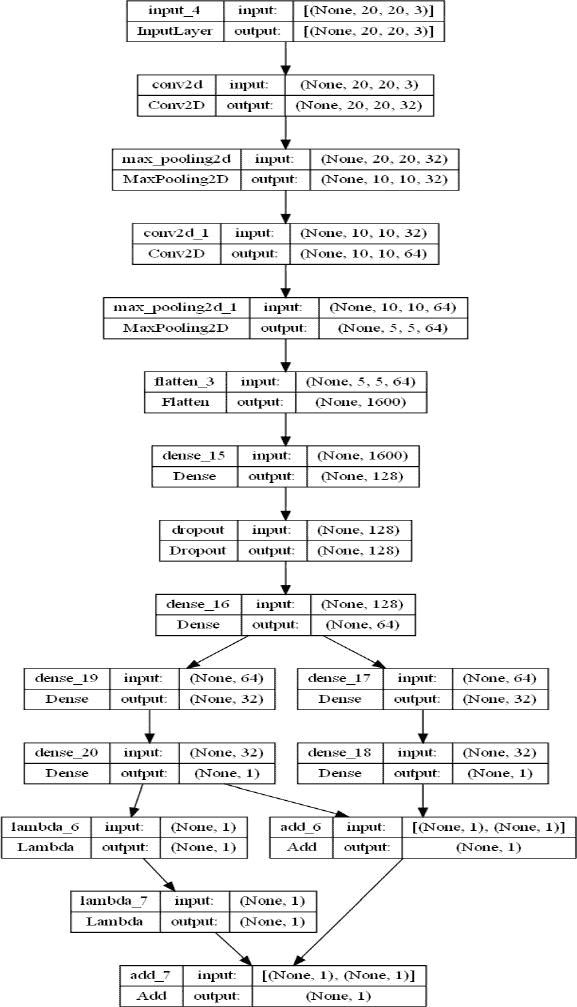 input_4 input: [(None, 20, 20, 3)]
InputLayer output: [(None, 20, 20, 3)]
conv2d input: (None, 20, 20, 3)
Conv2D output: (None, 20, 20, 32)
max_pooling2d input: (None, 20, 20, 32)
MaxPooling2D output: (None, 10, 10, 32)
conv2d_1 input: (None, 10, 10, 32)
Conv2D output: (None, 10, 10, 64)
max_pooling2d_1 input: (None, 10, 10, 64)
MaxPooling2D output: (None, 5, 5, 64)
flatten_3 input: (None, 5, 5, 64)
Flatten output: (None, 1600)
dense_15 input: (None, 1600)
Dense output: (None, 128)
dropout input: (None, 128)
Dropout output: (None, 128)
dense_16 input: (None, 128)
Dense output: (None, 64)
dense_19 input: (None, 64)
Dense output: (None, 32)
dense_17 input: (None, 64)
Dense output: (None, 32)
dense_20 input: (None, 32)
Dense output: (None, 1)
dense_18 input: (None, 32)
Dense output: (None, 1)
lambda_6 input: (None, 1)
Lambda output: (None, 1)
add_6 input: [(None, 1), (None, 1)]
Add output: (None, 1)
lambda_7 input: (None, 1)
Lambda output: (None, 1)
add_7 input: [(None, 1), (None, 1)]
Add output: (None, 1)